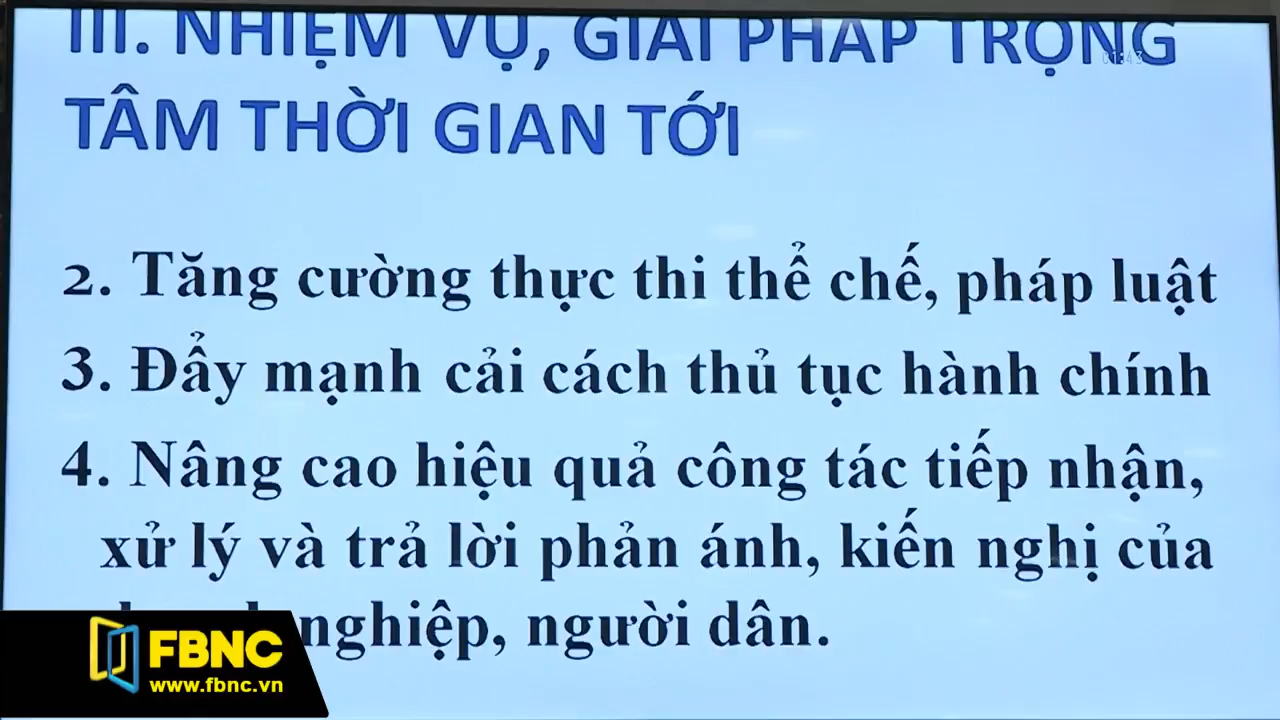 III. NHIỆM VỤ, GIẢI PHÁP TRỌNG
TÂM THỜI GIAN TỚI
2. Tăng cường thực thi thể chế, pháp luật
3. Đẩy mạnh cải cách thủ tục hành chính
4. Nâng cao hiệu quả công tác tiếp nhận,
xử lý và trả lời phản ánh, kiến nghị của
nghiệp, người dân.
FBNC
www.fbnc.vn